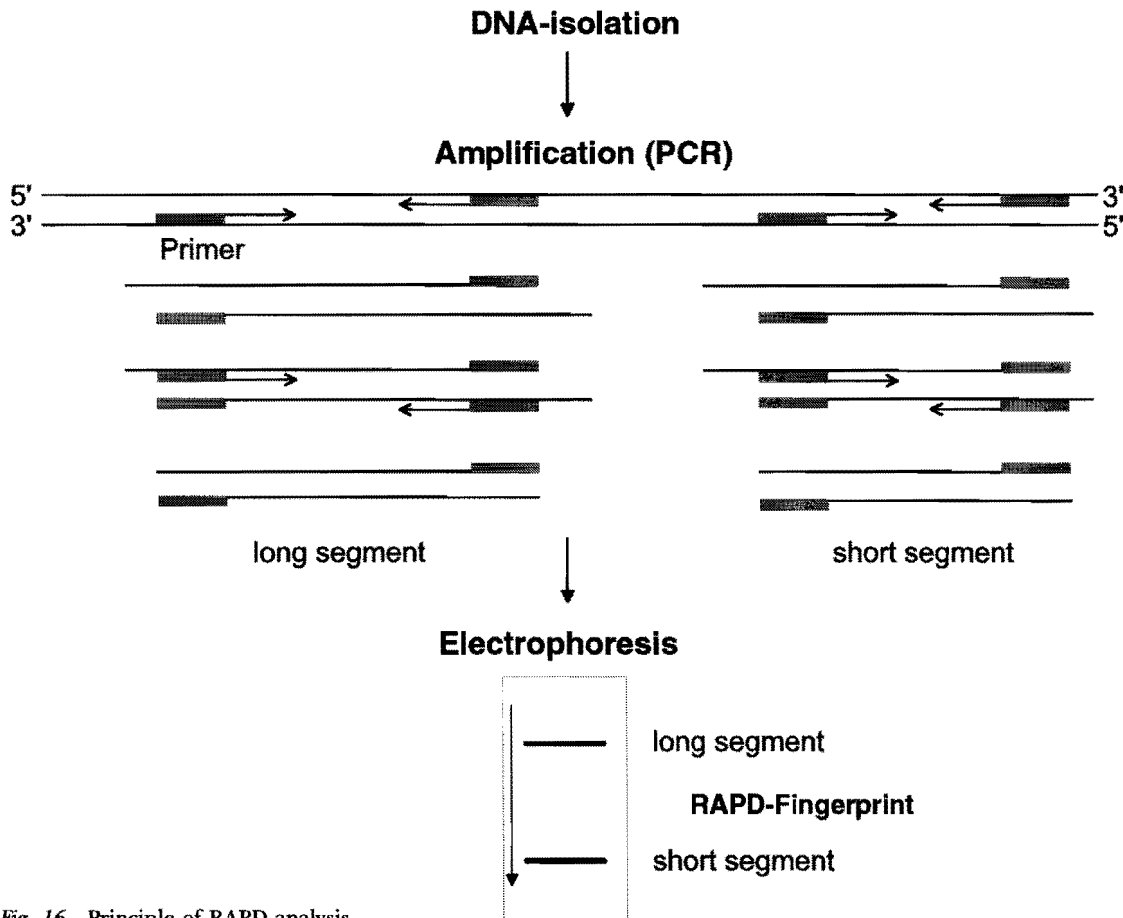 DNA-isolation
Amplification (PCR)
5' 3'
3' 5'
Primer
long segment short segment
Electrophoresis
long segment
RAPD-Fingerprint
short segment
Fig. 16 Principle of RAPD analysis